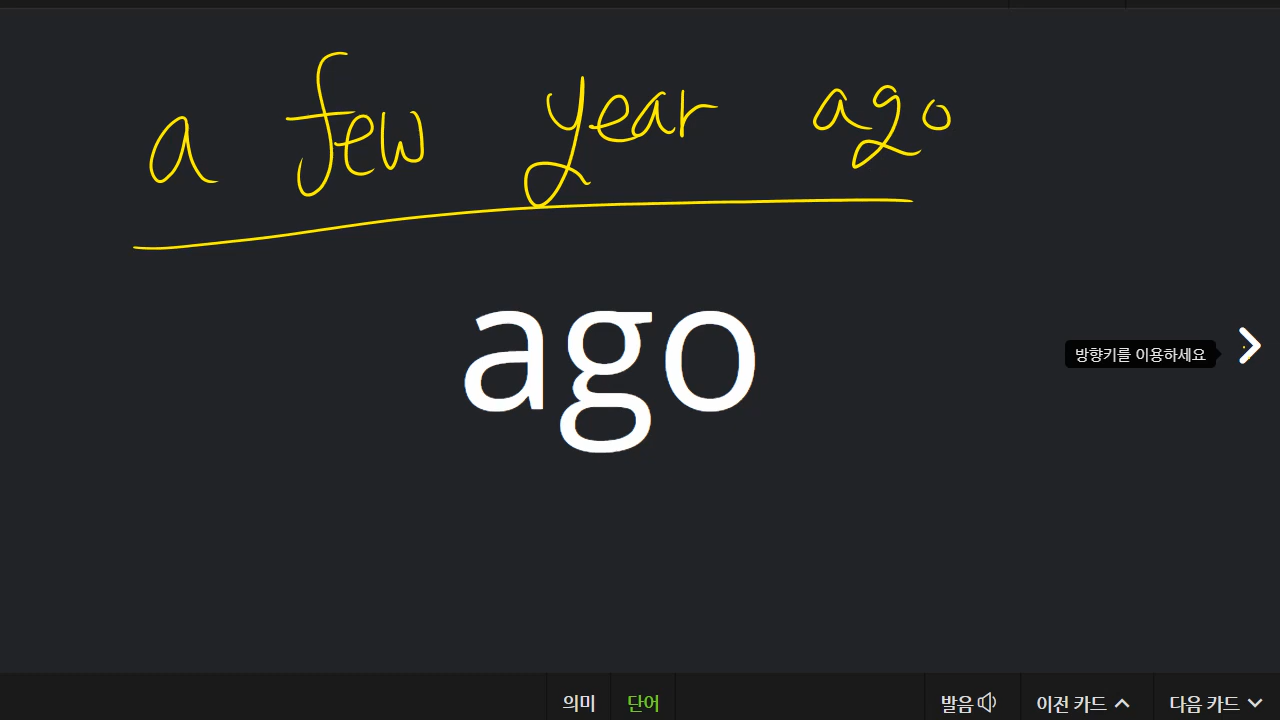 a few year ago
ago
방향키를 이용하세요
의미 단어 발음 이전 카드 다음 카드